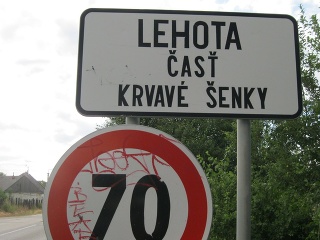 LEHOTA
ČASŤ
KRVAVÉ ŠENKY
70